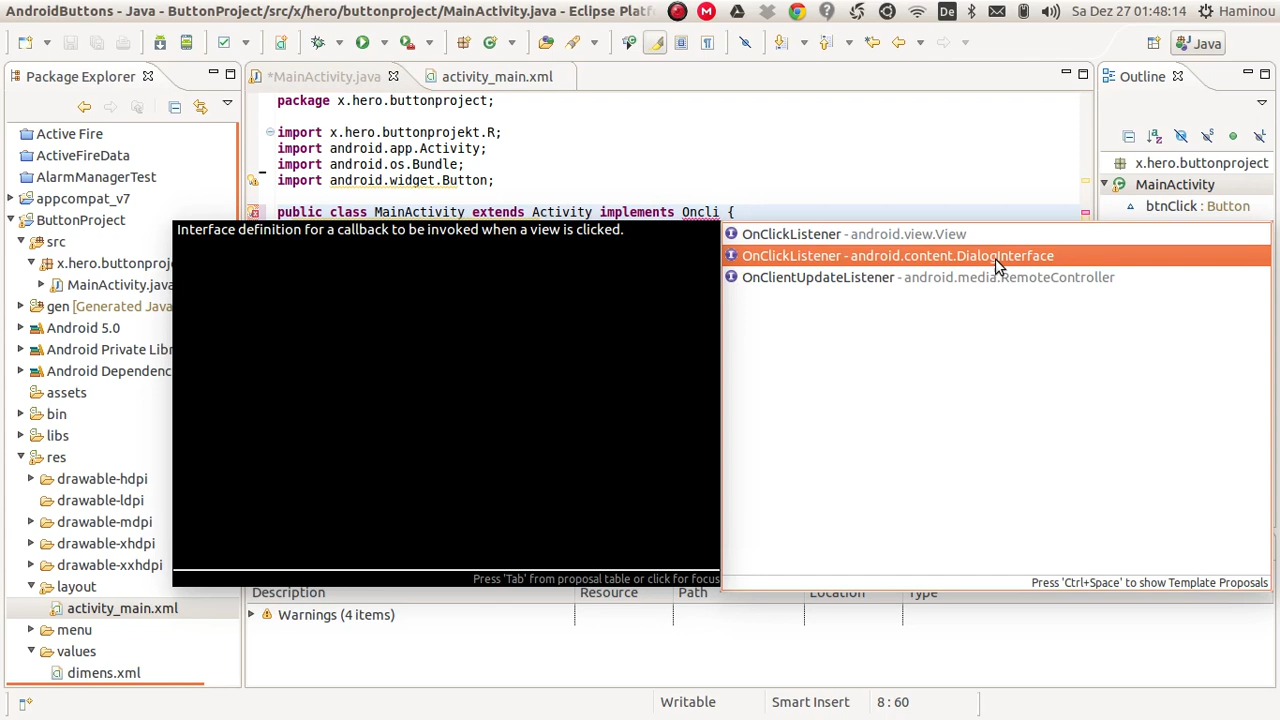 AndroidButtons - Java - ButtonProject/src/x/hero/buttonproject/MainActivity.java - Eclipse Platf
De
Sa Dez 27 01:48:14
Haminou
Java
Package Explorer
*MainActivity.java
activity_main.xml
Outline
package x.hero.buttonproject;
Active Fire
ActiveFireData
AlarmManagerTest
appcompat_v7
ButtonProject
src
x.hero.buttonproj
MainActivity.java
gen [Generated Java
Android 5.0
Android Private Libr
Android Dependenc
assets
bin
libs
res
drawable-hdpi
drawable-ldpi
drawable-mdpi
drawable-xhdpi
drawable-xxhdpi
layout
activity_main.xml
menu
values
dimens.xml
import x.hero.buttonprojekt.R;
import android.app.Activity;
import android.os.Bundle;
import android.widget.Button;
public class MainActivity extends Activity implements Oncli {
x.hero.buttonproject
MainActivity
btnClick : Button
Interface definition for a callback to be invoked when a view is clicked.
Press 'Tab' from proposal table or click for focus
OnClickListener - android.view.View
OnClickListener - android.content.DialogInterface
OnClientUpdateListener - android.media.RemoteController
Press 'Ctrl+Space' to show Template Proposals
Description
Resource
Path
Location
Type
Warnings (4 items)
Writable
Smart Insert
8 : 60